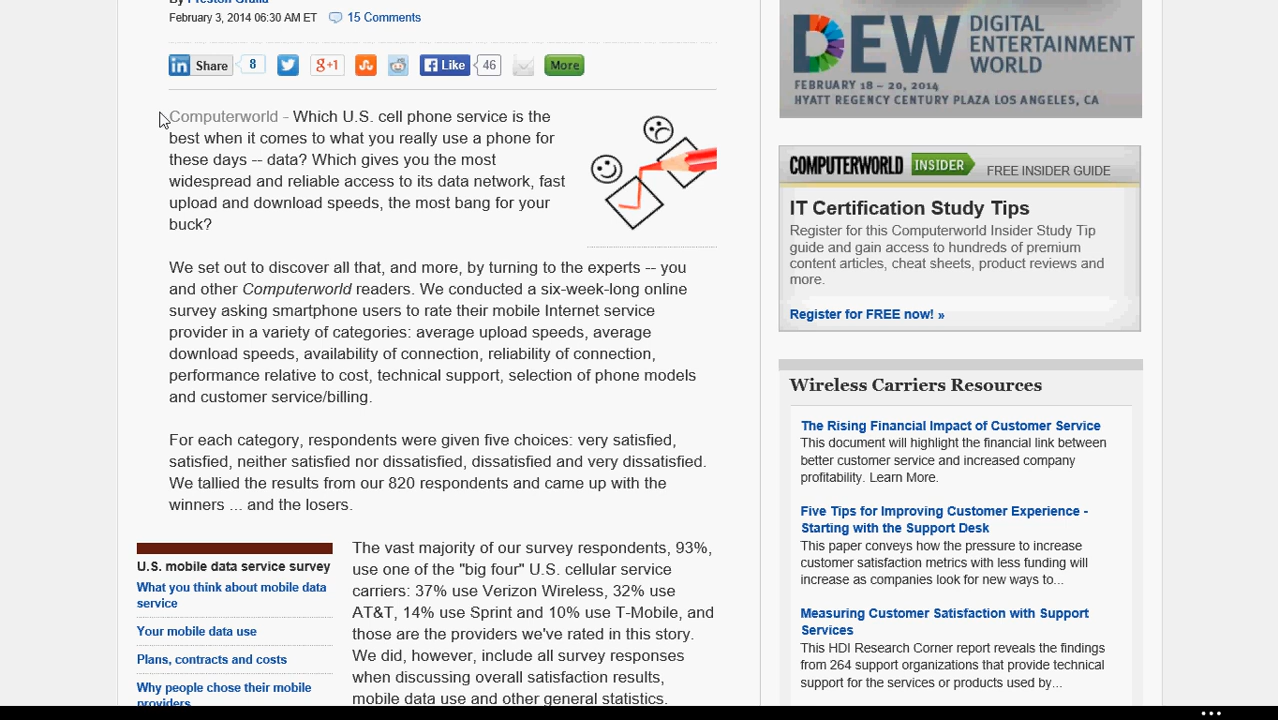 February 3, 2014 06:30 AM ET 15 Comments
in Share 8 g+1 Like 46 More
Computerworld - Which U.S. cell phone service is the
best when it comes to what you really use a phone for
these days -- data? Which gives you the most
widespread and reliable access to its data network, fast
upload and download speeds, the most bang for your
buck?
We set out to discover all that, and more, by turning to the experts -- you
and other Computerworld readers. We conducted a six-week-long online
survey asking smartphone users to rate their mobile Internet service
provider in a variety of categories: average upload speeds, average
download speeds, availability of connection, reliability of connection,
performance relative to cost, technical support, selection of phone models
and customer service/billing.
For each category, respondents were given five choices: very satisfied,
satisfied, neither satisfied nor dissatisfied, dissatisfied and very dissatisfied.
We tallied the results from our 820 respondents and came up with the
winners ... and the losers.
U.S. mobile data service survey
What you think about mobile data
service
Your mobile data use
Plans, contracts and costs
Why people chose their mobile
providers
The vast majority of our survey respondents, 93%,
use one of the "big four" U.S. cellular service
carriers: 37% use Verizon Wireless, 32% use
AT&T, 14% use Sprint and 10% use T-Mobile, and
those are the providers we've rated in this story.
We did, however, include all survey responses
when discussing overall satisfaction results,
mobile data use and other general statistics.
DEW DIGITAL
ENTERTAINMENT
WORLD
FEBRUARY 18 – 20, 2014
HYATT REGENCY CENTURY PLAZA LOS ANGELES, CA
COMPUTERWORLD INSIDER FREE INSIDER GUIDE
IT Certification Study Tips
Register for this Computerworld Insider Study Tip
guide and gain access to hundreds of premium
content articles, cheat sheets, product reviews and
more.
Register for FREE now! »
Wireless Carriers Resources
The Rising Financial Impact of Customer Service
This document will highlight the financial link between
better customer service and increased company
profitability. Learn More.
Five Tips for Improving Customer Experience -
Starting with the Support Desk
This paper conveys how the pressure to increase
customer satisfaction metrics with less funding will
increase as companies look for new ways to...
Measuring Customer Satisfaction with Support
Services
This HDI Research Corner report reveals the findings
from 264 support organizations that provide technical
support for the services or products used by...